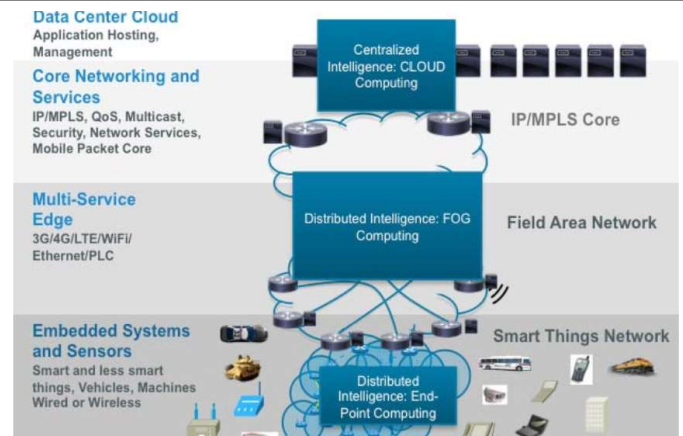 Data Center Cloud
Application Hosting,
Management
Centralized
Intelligence: CLOUD
Computing
Core Networking and
Services
IP/MPLS, QoS, Multicast,
Security, Network Services,
Mobile Packet Core
IP/MPLS Core
Multi-Service
Edge
3G/4G/LTE/WiFi/
Ethernet/PLC
Distributed Intelligence: FOG
Computing
Field Area Network
Embedded Systems
and Sensors
Smart and less smart
things, Vehicles, Machines
Wired or Wireless
Distributed
Intelligence: End-
Point Computing
Smart Things Network